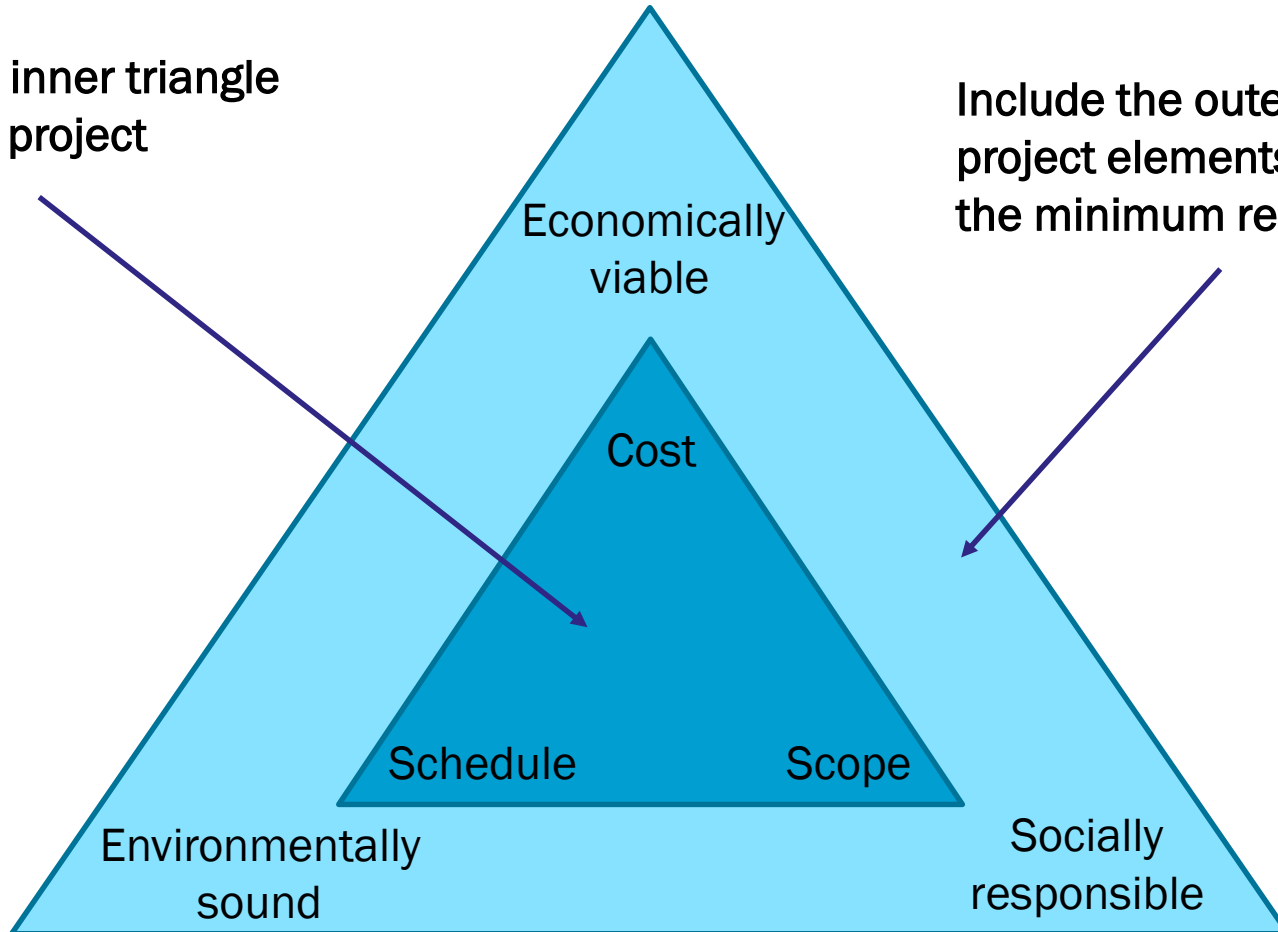 inner triangle
project
Include the oute
project elements
the minimum re
Economically
viable
Cost
Schedule
Scope
Environmentally
sound
Socially
responsible